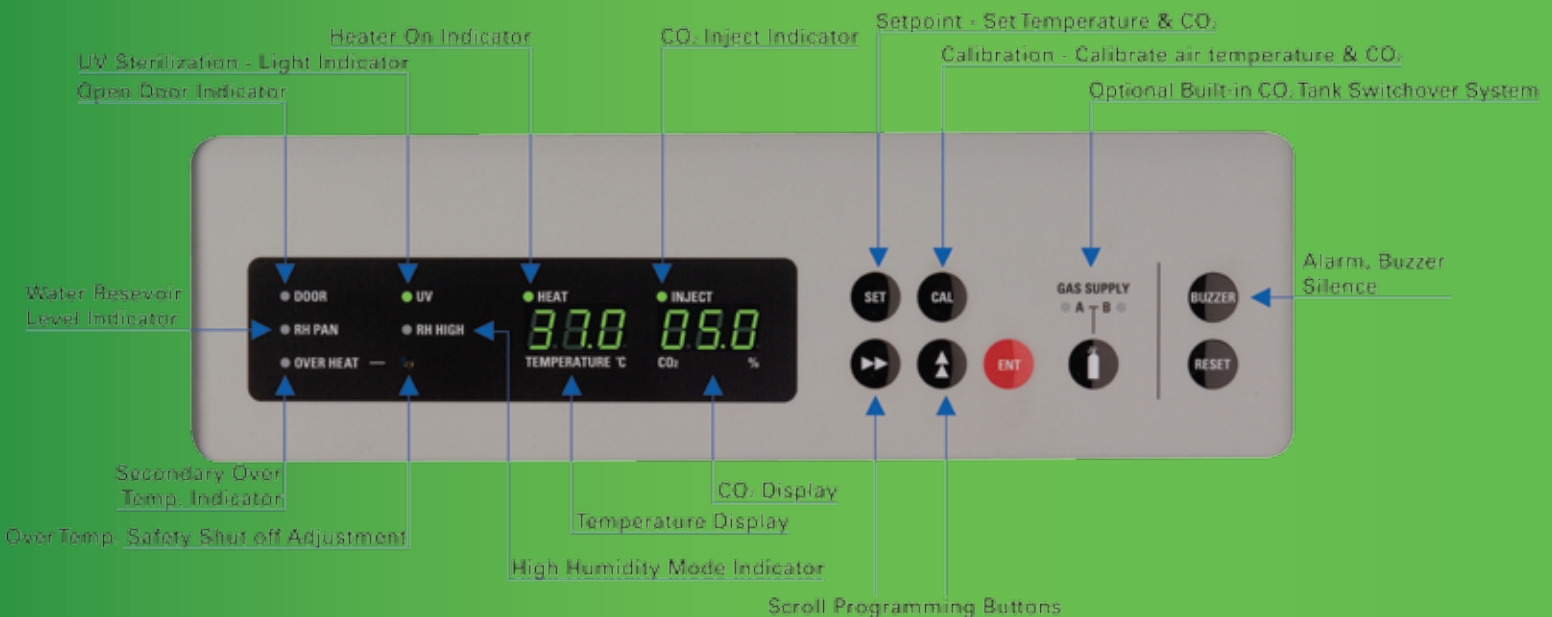 Setpoint - Set Temperature & CO₂
Heater On Indicator
CO₂ Inject Indicator
Calibration - Calibrate air temperature & CO₂
UV Sterilization - Light Indicator
Open Door Indicator
Optional Built-in CO₂ Tank Switchover System
Water Resevoir
Level Indicator
DOOR
UV
HEAT
INJECT
RH PAN
RH HIGH
37.0
05.0
OVER HEAT
TEMPERATURE °C
CO₂
%
SET
CAL
GAS SUPPLY
A B
BUZZER
ENT
RESET
Alarm, Buzzer
Silence
Secondary Over
Temp. Indicator
CO₂ Display
Temperature Display
Over Temp. Safety Shut off Adjustment
High Humidity Mode Indicator
Scroll Programming Buttons